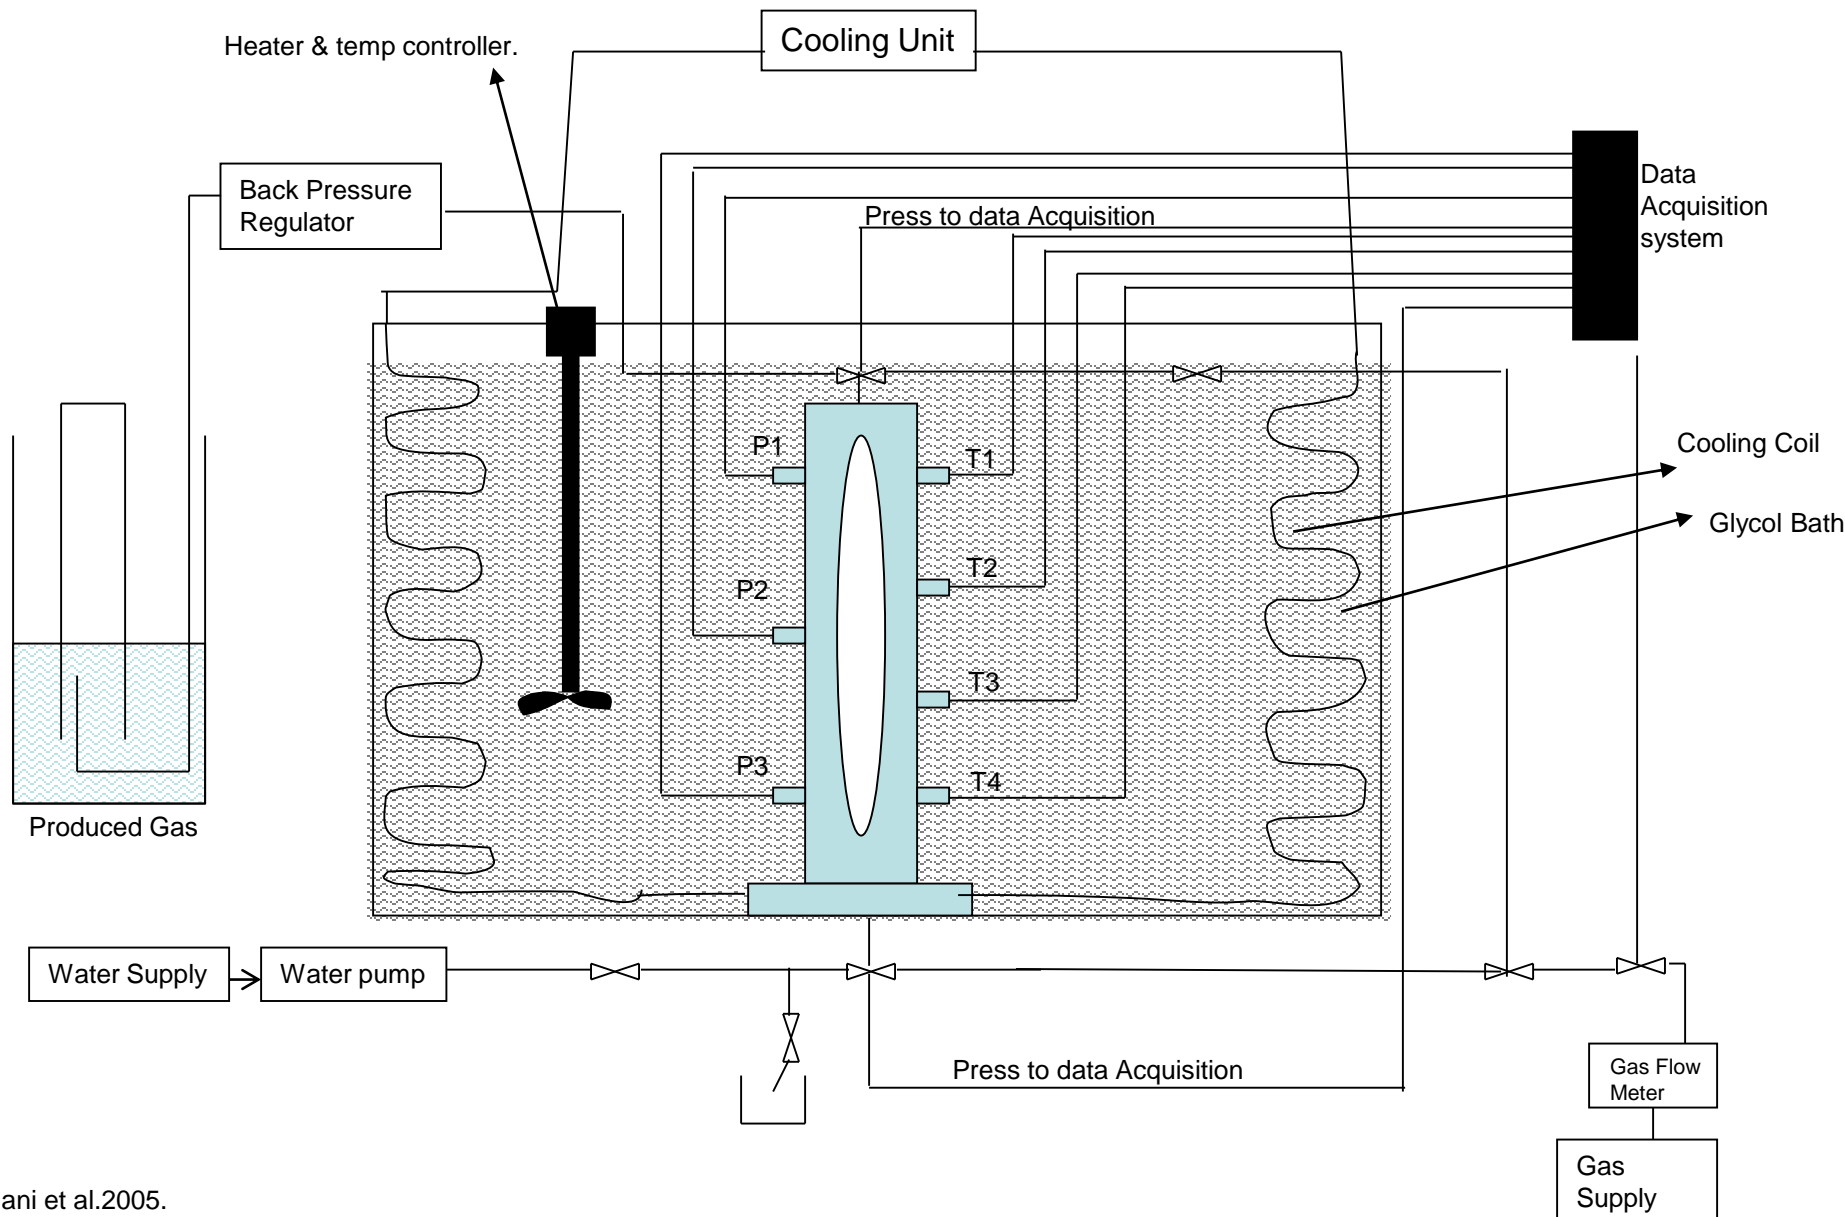 Cooling Unit
Heater & temp controller.
Back Pressure
Regulator
Data
Acquisition
system
Press to data Acquisition
P1
T1
Cooling Coil
Glycol Bath
T2
P2
T3
P3
T4
Produced Gas
Water Supply
Water pump
Press to data Acquisition
Gas Flow
Meter
Gas
Supply
ani et al.2005.